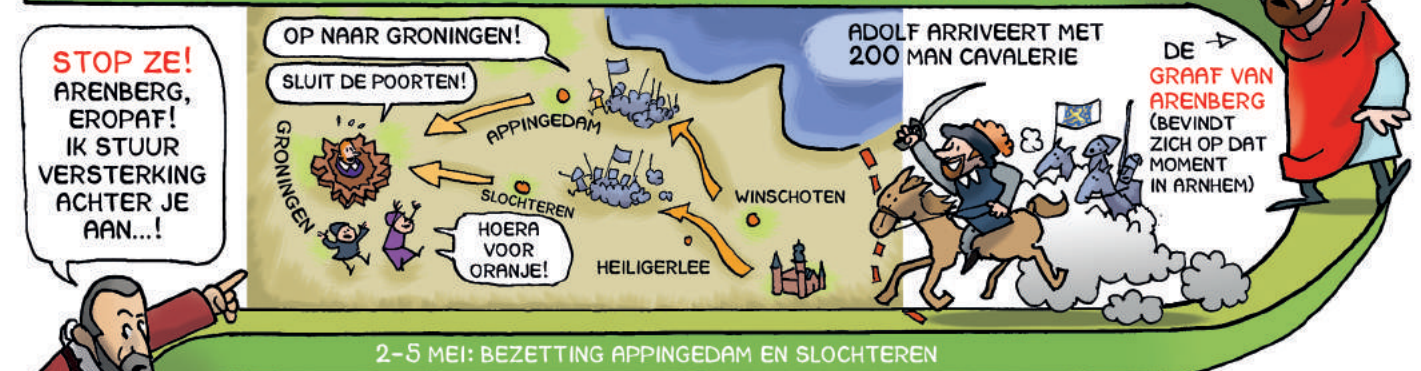 STOP ZE!
ARENBERG,
EROPAF!
IK STUUR
VERSTERKING
ACHTER JE
AAN...!
OP NAAR GRONINGEN!
SLUIT DE POORTEN!
GRONINGEN
APPINGEDAM
SLOCHTEREN
HOERA
VOOR
ORANJE!
HEILIGERLEE
WINSCHOTEN
ADOLF ARRIVEERT MET
200 MAN CAVALERIE
DE
GRAAF VAN
ARENBERG
(BEVINDT
ZICH OP DAT
MOMENT
IN ARNHEM)
2-5 MEI: BEZETTING APPINGEDAM EN SLOCHTEREN